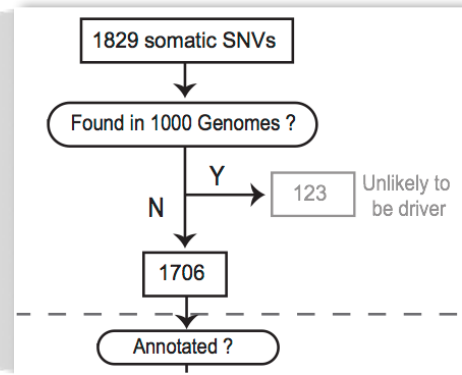 1829 somatic SNVs
Found in 1000 Genomes ?
Y
N
123
Unlikely to
be driver
1706
Annotated ?